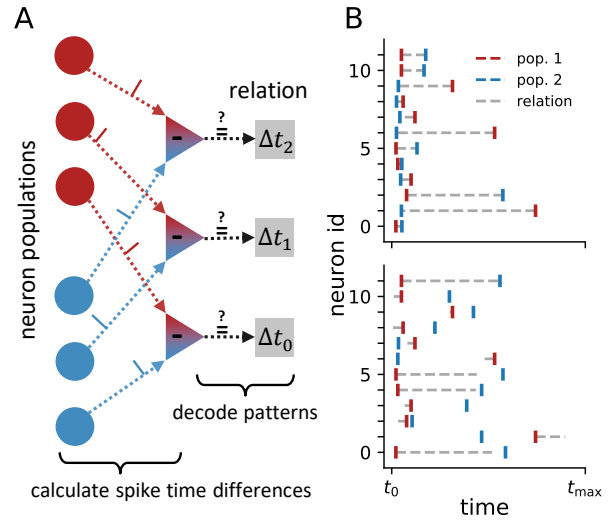 A
B
neuron populations
relation
-
?
=
Δt₂
-
?
=
Δt₁
-
?
=
Δt₀
decode patterns
calculate spike time differences
pop. 1
pop. 2
relation
10
5
0
neuron id
10
5
0
t₀
tₘₐₓ
time